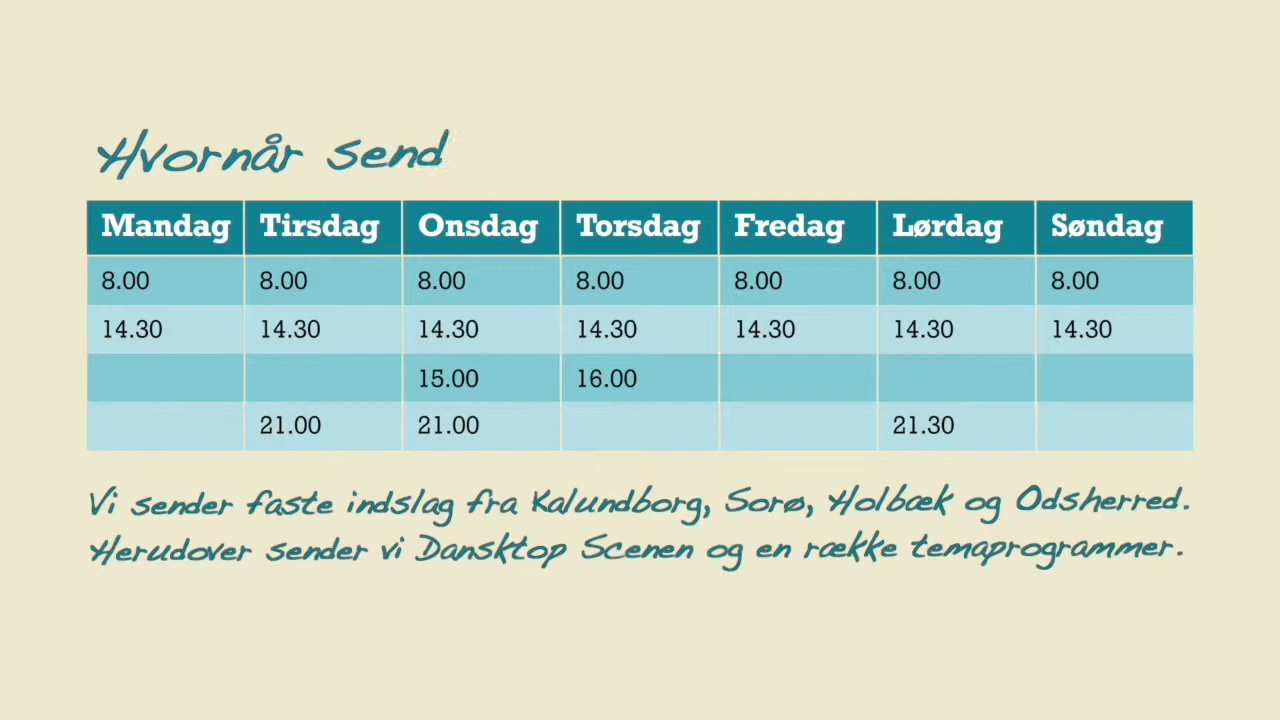 Hvornår send
Mandag Tirsdag Onsdag Torsdag Fredag Lørdag Søndag
8.00 8.00 8.00 8.00 8.00 8.00 8.00
14.30 14.30 14.30 14.30 14.30 14.30 14.30
15.00 16.00
21.00 21.00 21.30
Vi sender faste indslag fra Kalundborg, Sorø, Holbæk og Odsherred.
Herudover sender vi Dansktop Scenen og en række temaprogrammer.